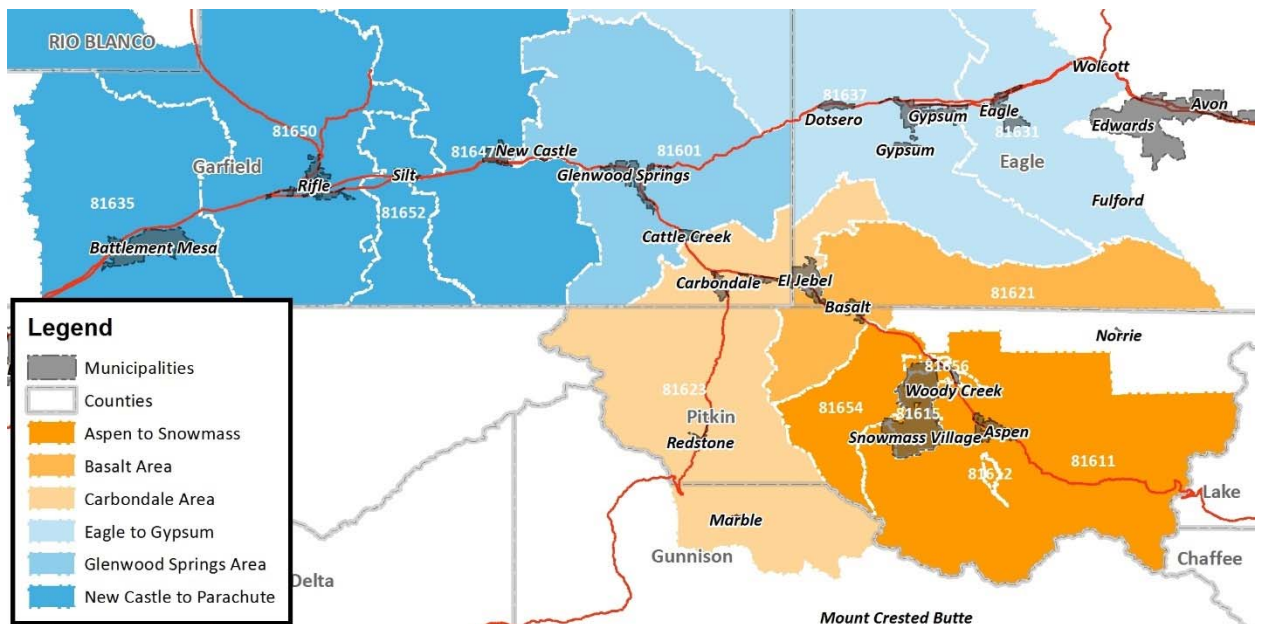 RIO BLANCO
Wolcott
81637
Avon
Dotsero
Gypsum
Eagle
Edwards
81631
81650
81647
New Castle
81601
Gypsum
Eagle
Garfield
Silt
Glenwood Springs
Rifle
Fulford
81635
81652
Battlement Mesa
Cattle Creek
Carbondale
El Jebel
81621
Basalt
Norrie
Legend
Municipalities
Counties
Aspen to Snowmass
Basalt Area
Carbondale Area
Eagle to Gypsum
Glenwood Springs Area
New Castle to Parachute
81656
Woody Creek
81623
81654
81615
Pitkin
Redstone
Snowmass Village
Aspen
81611
81612
Lake
Marble
Gunnison
Chaffee
Delta
Mount Crested Butte